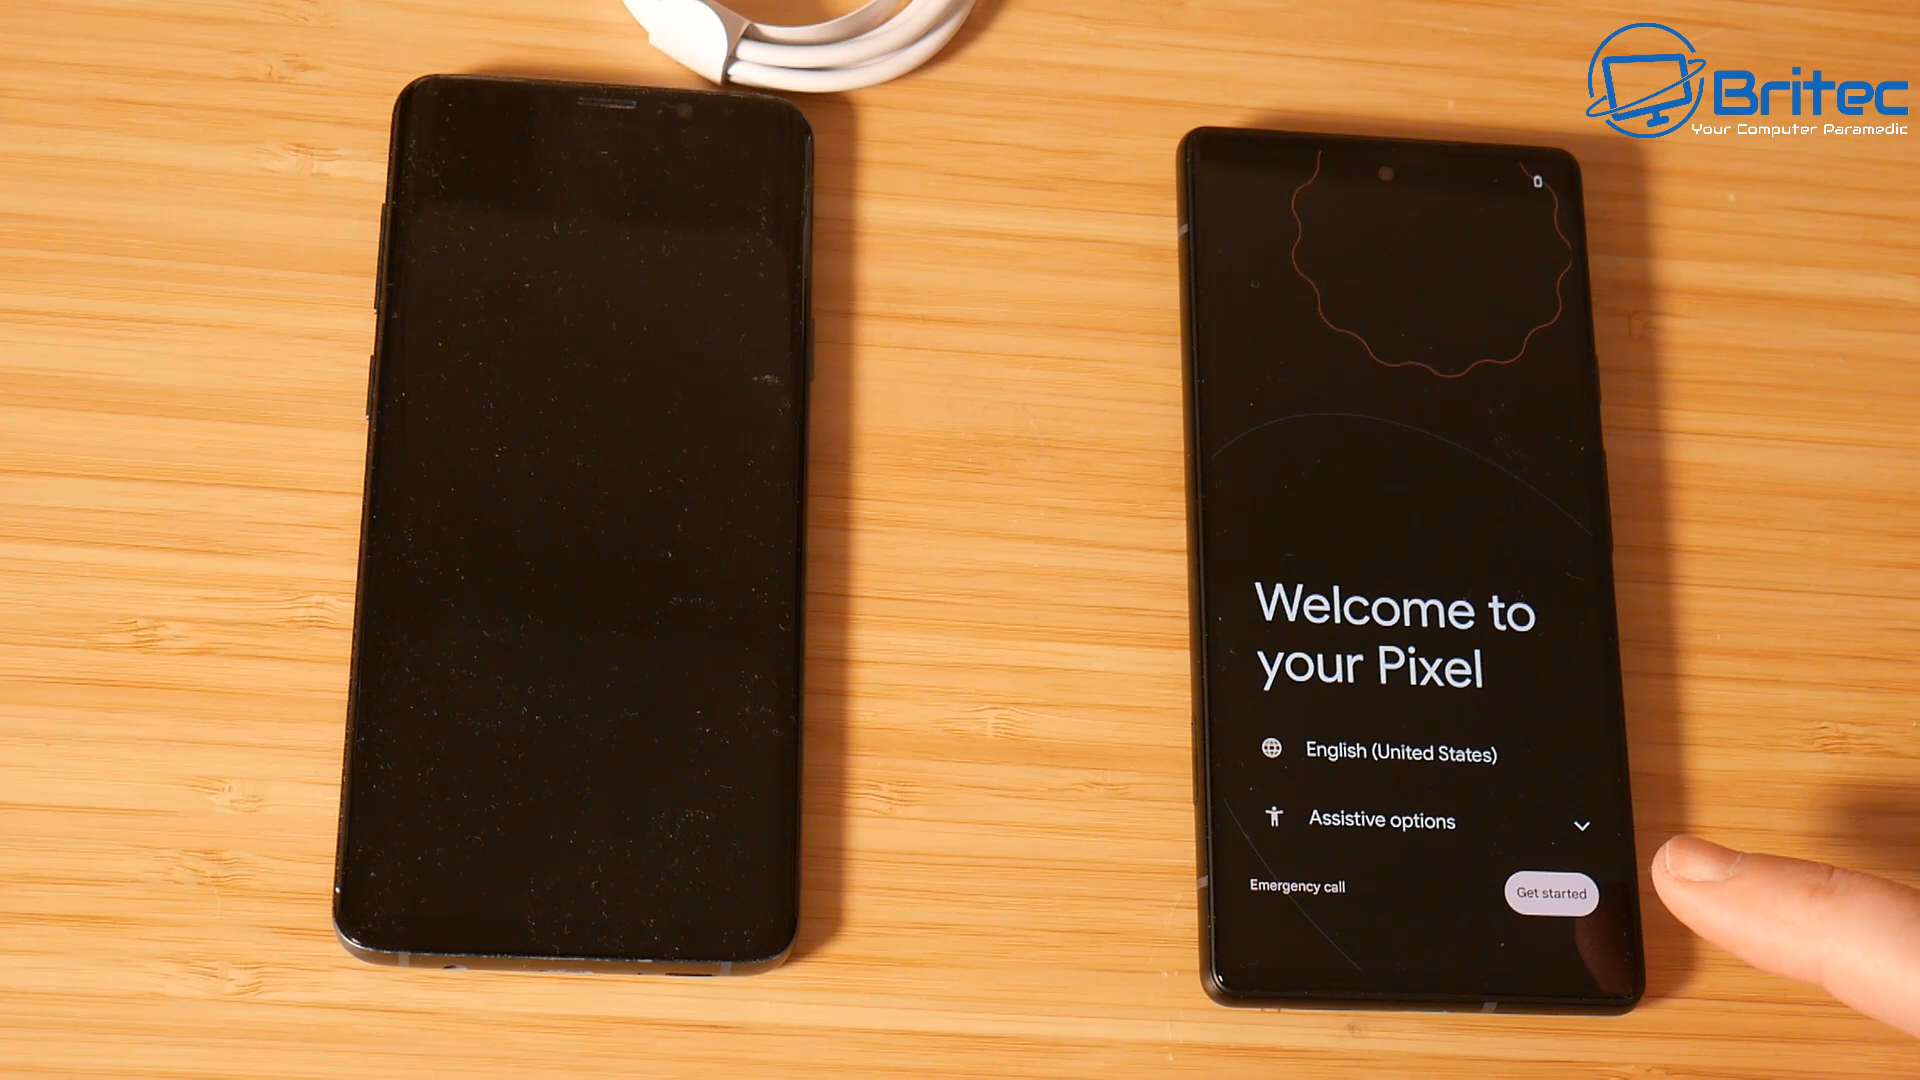 Britec
Your Computer Paramedic
Welcome to
your Pixel
English (United States)
Assistive options
Emergency call
Get started